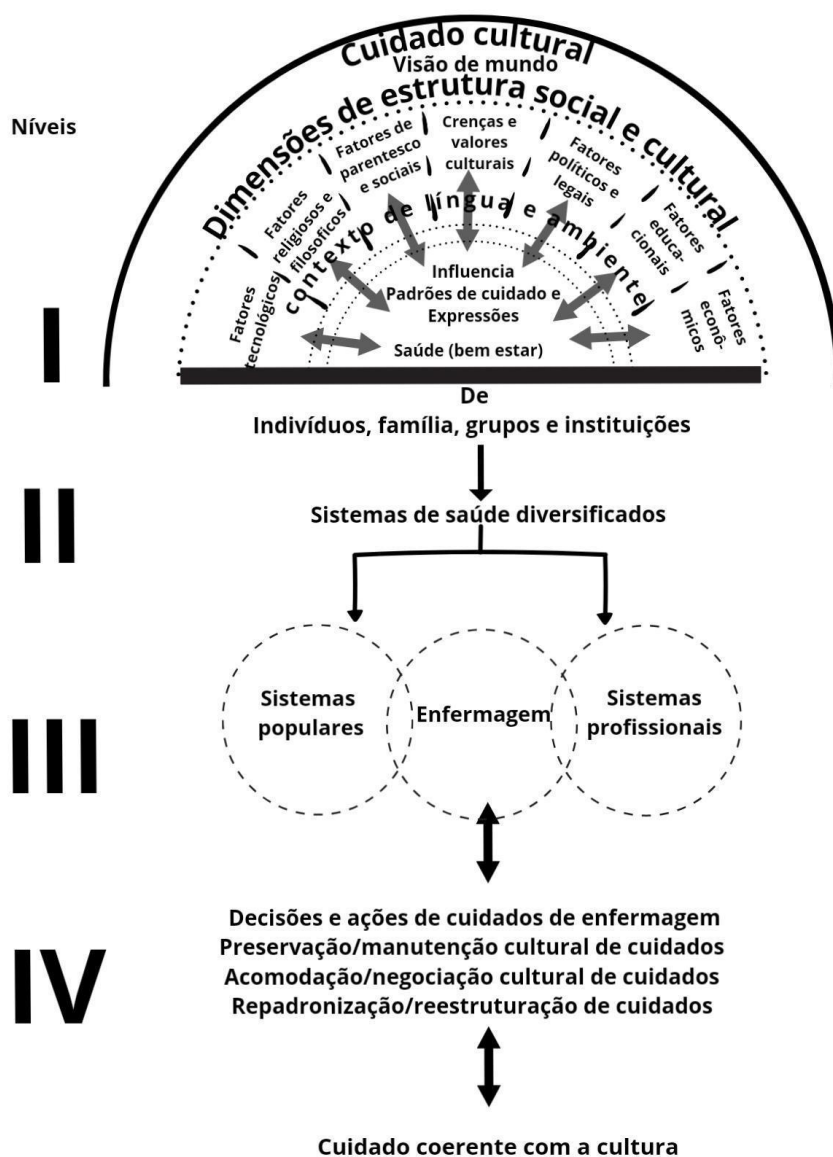 Cuidado cultural
Visão de mundo
Dimensões de estrutura social e cultural
Níveis
Fatores
tecnológicos
Fatores
religiosos e
filosoficos
Fatores de
parentesco
e sociais
Crenças e
valores
culturais
Fatores
políticos e
legais
Fatores
educa-
cionais
Fatores
econô-
micos
contexto de língua e ambiente
Influencia
Padrões de cuidado e
Expressões
Saúde (bem estar)
I
De
Indivíduos, família, grupos e instituições
II
Sistemas de saúde diversificados
III
Sistemas
populares
Enfermagem
Sistemas
profissionais
IV
Decisões e ações de cuidados de enfermagem
Preservação/manutenção cultural de cuidados
Acomodação/negociação cultural de cuidados
Repadronização/reestruturação de cuidados
Cuidado coerente com a cultura